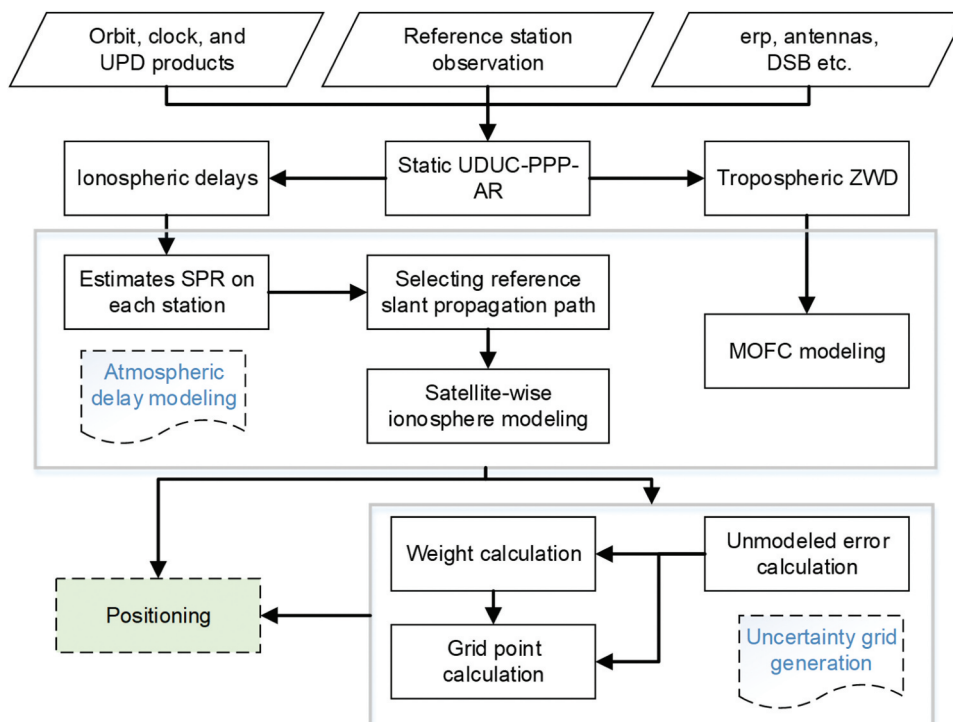 Orbit, clock, and
UPD products
Reference station
observation
erp, antennas,
DSB etc.
Ionospheric delays
Static UDUC-PPP-
AR
Tropospheric ZWD
Estimates SPR on
each station
Selecting reference
slant propagation path
MOFC modeling
Atmospheric
delay modeling
Satellite-wise
ionosphere modeling
Weight calculation
Unmodeled error
calculation
Positioning
Grid point
calculation
Uncertainty grid
generation